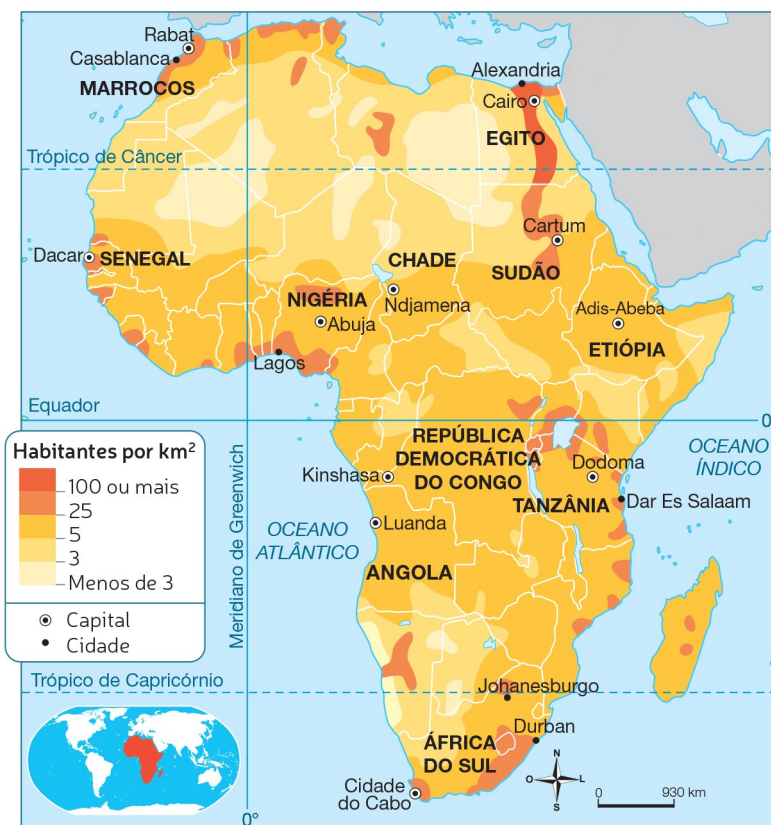 Rabat
Casablanca
MARROCOS
Alexandria
Cairo
EGITO
Trópico de Câncer
Cartum
Dacar
SENEGAL
CHADE
SUDÃO
NIGÉRIA
Ndjamena
Abuja
Adis-Abeba
ETIÓPIA
Lagos
Equador
0°
REPÚBLICA
DEMOCRÁTICA
DO CONGO
OCEANO
ÍNDICO
Kinshasa
Dodoma
TANZÂNIA
Dar Es Salaam
Luanda
OCEANO
ATLÂNTICO
ANGOLA
Meridiano de Greenwich
Habitantes por km²
100 ou mais
25
5
3
Menos de 3
Capital
Cidade
Trópico de Capricórnio
Johanesburgo
Durban
ÁFRICA
DO SUL
Cidade
do Cabo
N
O
L
S
0
930 km
0°